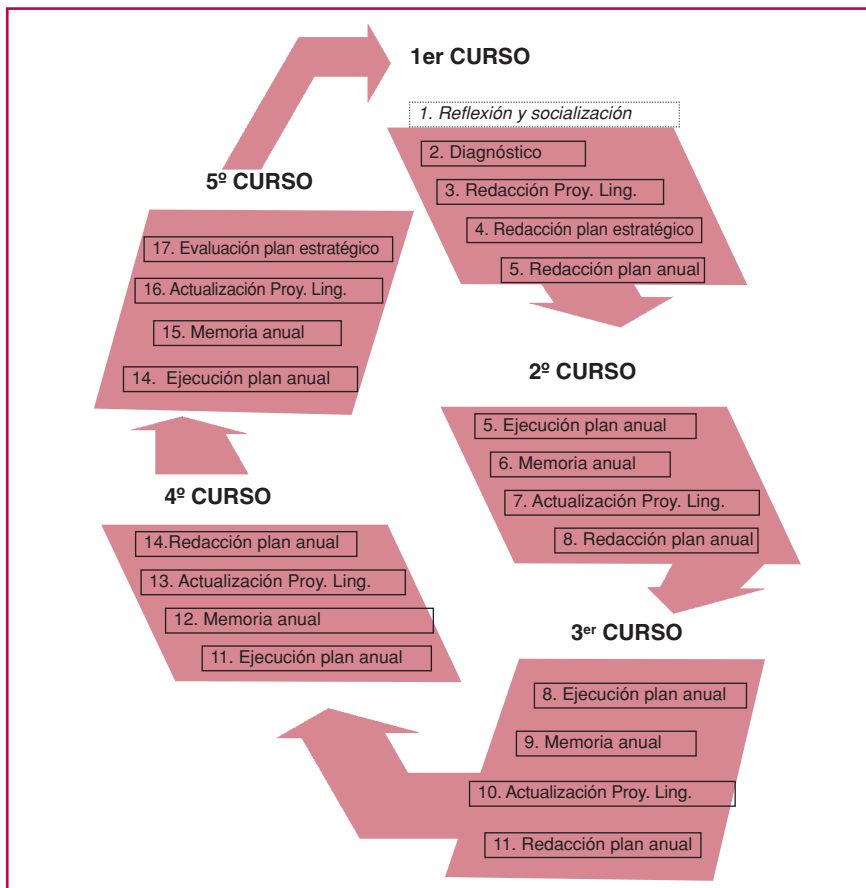 1er CURSO
1. Reflexión y socialización
2. Diagnóstico
3. Redacción Proy. Ling.
4. Redacción plan estratégico
5. Redacción plan anual
2º CURSO
5. Ejecución plan anual
6. Memoria anual
7. Actualización Proy. Ling.
8. Redacción plan anual
3er CURSO
8. Ejecución plan anual
9. Memoria anual
10. Actualización Proy. Ling.
11. Redacción plan anual
4º CURSO
14.Redacción plan anual
13. Actualización Proy. Ling.
12. Memoria anual
11. Ejecución plan anual
5º CURSO
17. Evaluación plan estratégico
16. Actualización Proy. Ling.
15. Memoria anual
14. Ejecución plan anual